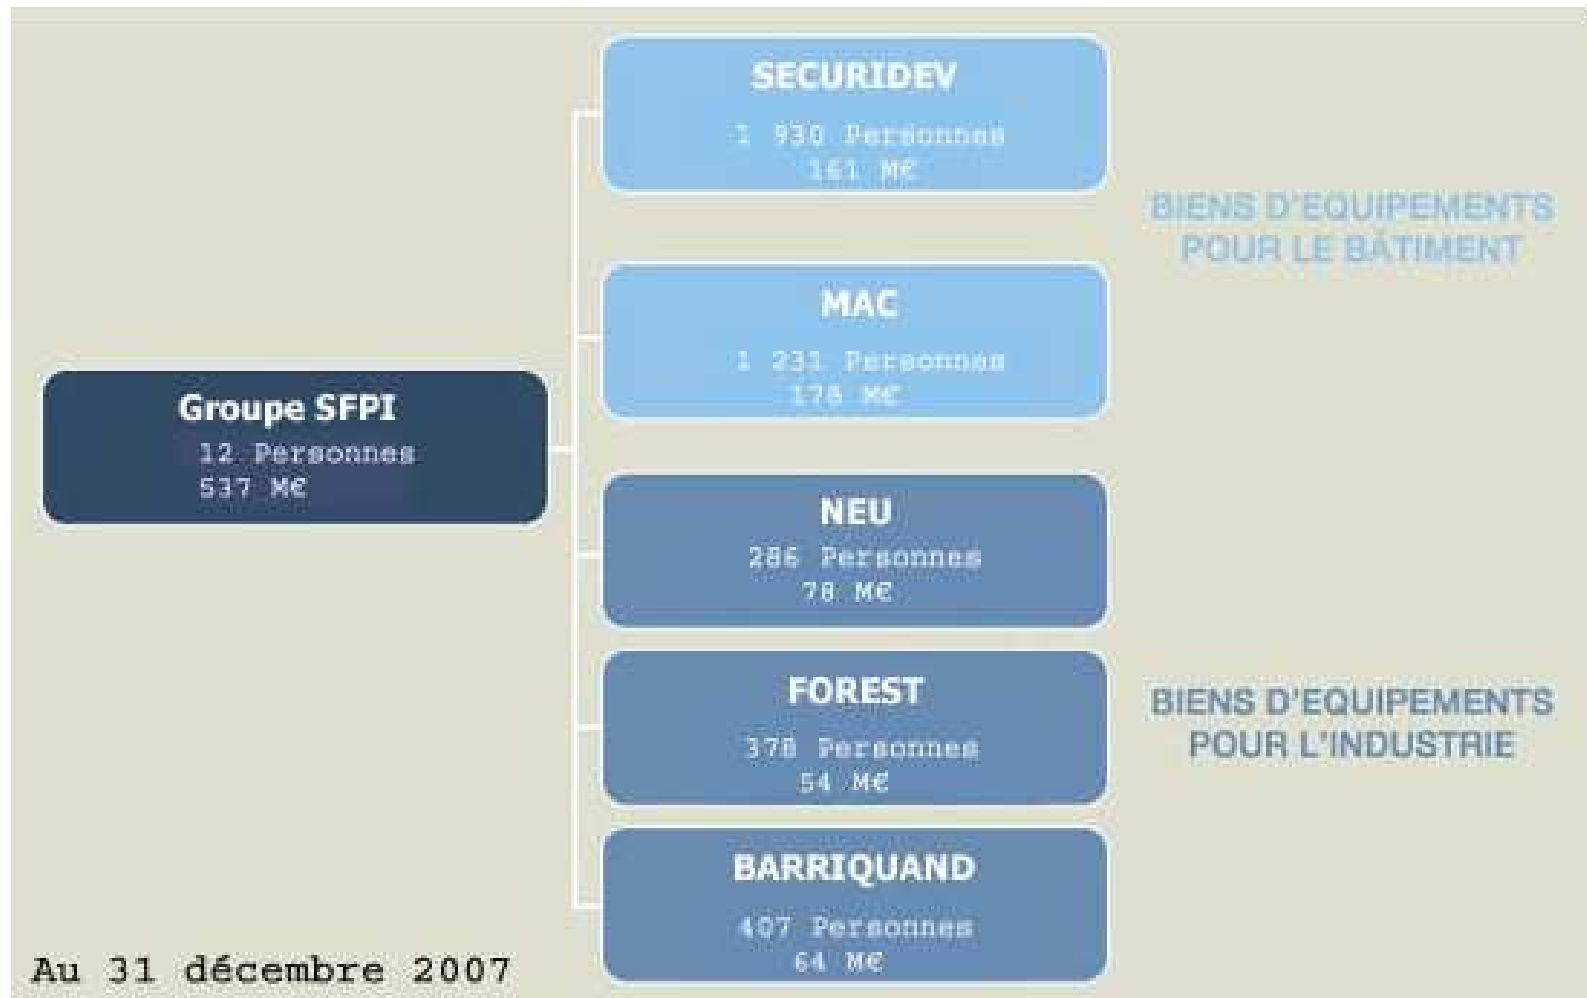 SECURIDEV
1 930 Personnes
161 M€
BIENS D'EQUIPEMENTS
POUR LE BÂTIMENT
MAC
1 231 Personnes
178 M€
Groupe SFPI
12 Personnes
537 M€
NEU
286 Personnes
78 M€
FOREST
378 Personnes
54 M€
BIENS D'EQUIPEMENTS
POUR L'INDUSTRIE
BARRIQUAND
407 Personnes
64 M€
Au 31 décembre 2007